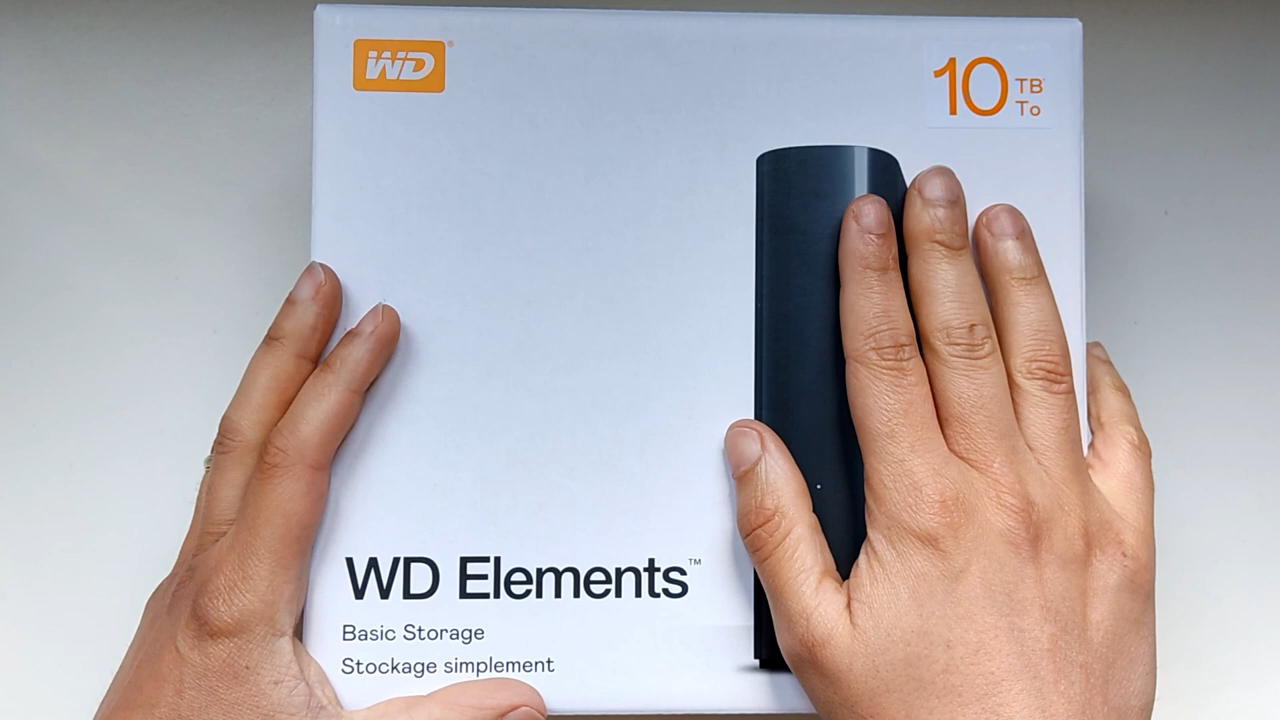 WD®
10 TB
To
WD Elements™
Basic Storage
Stockage simplement